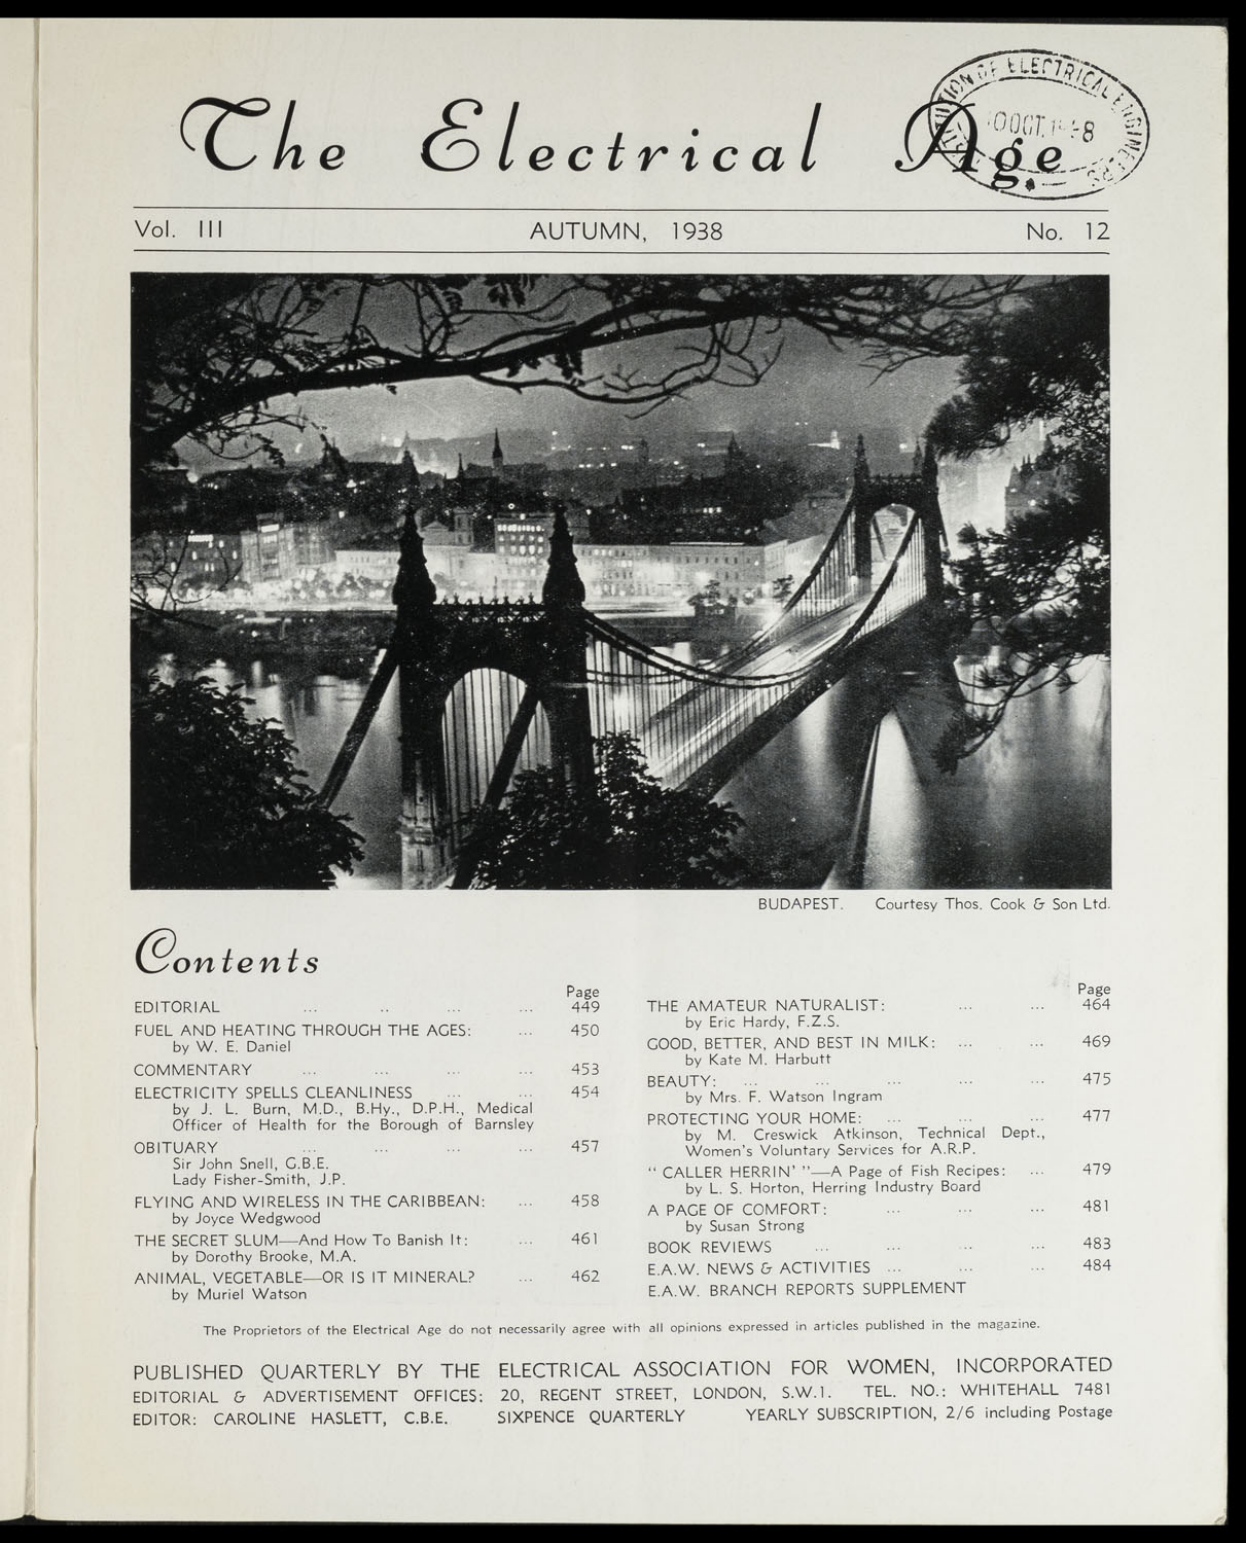 The Electrical Age
Vol. III AUTUMN, 1938 No. 12
BUDAPEST. Courtesy Thos. Cook & Son Ltd.
Contents
Page
EDITORIAL ... .. ... ... 449
FUEL AND HEATING THROUGH THE AGES: ... 450
by W. E. Daniel
COMMENTARY ... ... ... ... 453
ELECTRICITY SPELLS CLEANLINESS ... ... 454
by J. L. Burn, M.D., B.Hy., D.P.H., Medical
Officer of Health for the Borough of Barnsley
OBITUARY ... ... ... ... 457
Sir John Snell, G.B.E.
Lady Fisher-Smith, J.P.
FLYING AND WIRELESS IN THE CARIBBEAN: ... 458
by Joyce Wedgwood
THE SECRET SLUM—And How To Banish It: ... 461
by Dorothy Brooke, M.A.
ANIMAL, VEGETABLE—OR IS IT MINERAL? ... 462
by Muriel Watson
Page
THE AMATEUR NATURALIST: ... ... 464
by Eric Hardy, F.Z.S.
GOOD, BETTER, AND BEST IN MILK: ... ... 469
by Kate M. Harbutt
BEAUTY: ... ... ... ... ... 475
by Mrs. F. Watson Ingram
PROTECTING YOUR HOME: ... ... ... 477
by M. Creswick Atkinson, Technical Dept.,
Women's Voluntary Services for A.R.P.
" CALLER HERRIN' "—A Page of Fish Recipes: ... 479
by L. S. Horton, Herring Industry Board
A PAGE OF COMFORT: ... ... ... 481
by Susan Strong
BOOK REVIEWS ... ... ... ... 483
E.A.W. NEWS & ACTIVITIES ... ... ... 484
E.A.W. BRANCH REPORTS SUPPLEMENT
The Proprietors of the Electrical Age do not necessarily agree with all opinions expressed in articles published in the magazine.
PUBLISHED QUARTERLY BY THE ELECTRICAL ASSOCIATION FOR WOMEN, INCORPORATED
EDITORIAL & ADVERTISEMENT OFFICES: 20, REGENT STREET, LONDON, S.W.1. TEL. NO.: WHITEHALL 7481
EDITOR: CAROLINE HASLETT, C.B.E. SIXPENCE QUARTERLY YEARLY SUBSCRIPTION, 2/6 including Postage
OF ELECTRICAL ENGINEERS